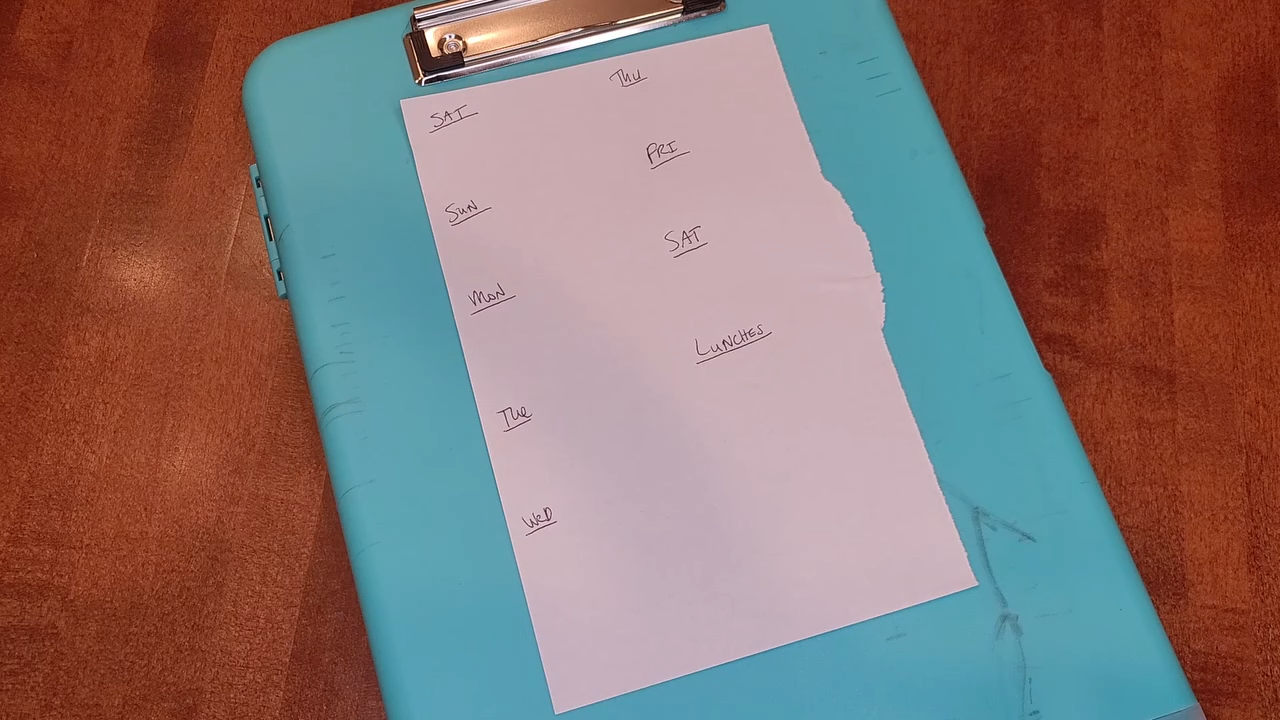 SAT
SUN
MON
Tue
WED
Thu
FRI
SAT
LUNCHES